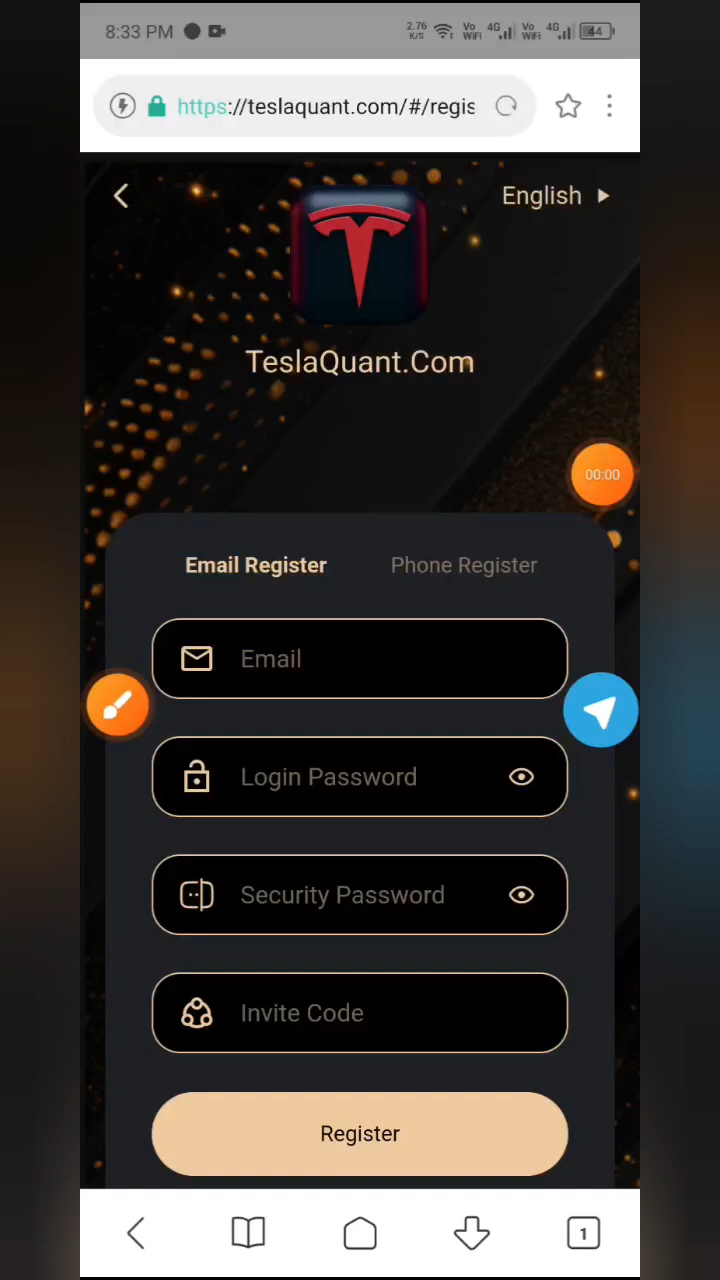 8:33 PM
2.76 K/S Vo WiFi 4G Vo WiFi 4G 44
https://teslaquant.com/#/regis
English
TeslaQuant.Com
00:00
Email Register Phone Register
Email
Login Password
Security Password
Invite Code
Register
1